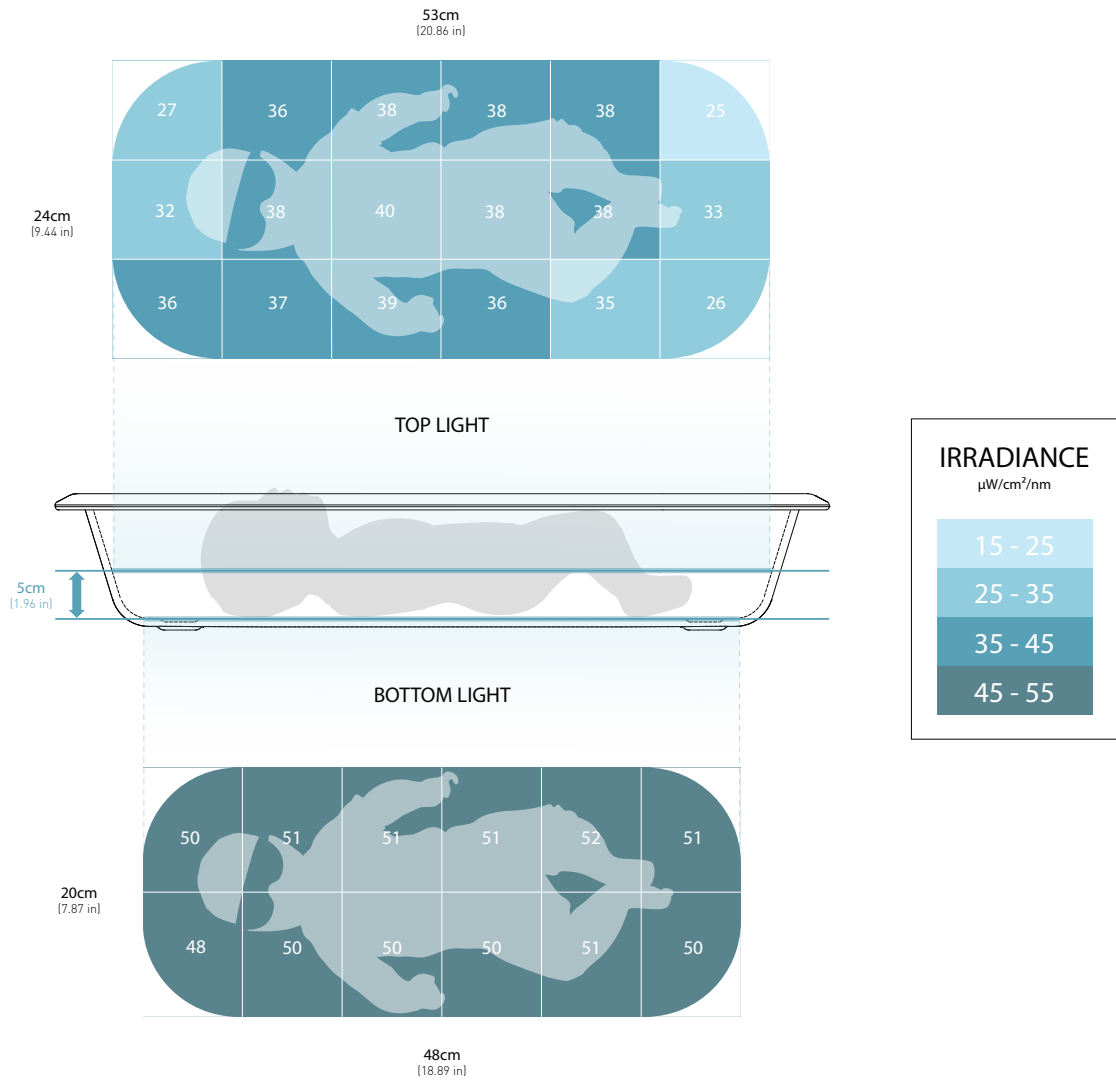 53cm
(20.86 in)
27 36 38 38 38 25
24cm
(9.44 in)
32 38 40 38 38 33
36 37 39 36 35 26
TOP LIGHT
5cm
(1.96 in)
BOTTOM LIGHT
IRRADIANCE
µW/cm²/nm
15 - 25
25 - 35
35 - 45
45 - 55
50 51 51 51 52 51
20cm
(7.87 in)
48 50 50 50 51 50
48cm
(18.89 in)